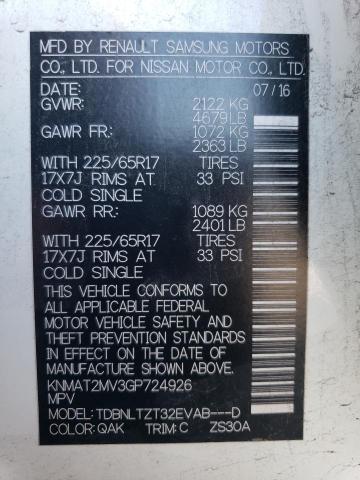 MFD BY RENAULT SAMSUNG MOTORS
CO., LTD. FOR NISSAN MOTOR CO., LTD.
DATE: 07/16
GVWR: 2122 KG
4679 LB
GAWR FR: 1072 KG
2363 LB
WITH 225/65R17 TIRES
17X7J RIMS AT 33 PSI
COLD SINGLE
GAWR RR: 1089 KG
2401 LB
WITH 225/65R17 TIRES
17X7J RIMS AT 33 PSI
COLD SINGLE
THIS VEHICLE CONFORMS TO
ALL APPLICABLE FEDERAL
MOTOR VEHICLE SAFETY AND
THEFT PREVENTION STANDARDS
IN EFFECT ON THE DATE OF
MANUFACTURE SHOWN ABOVE.
KNMAT2MV3GP724926
MPV
MODEL: TDBNLTZT32EVAB---D
COLOR: QAK TRIM: C ZS30A